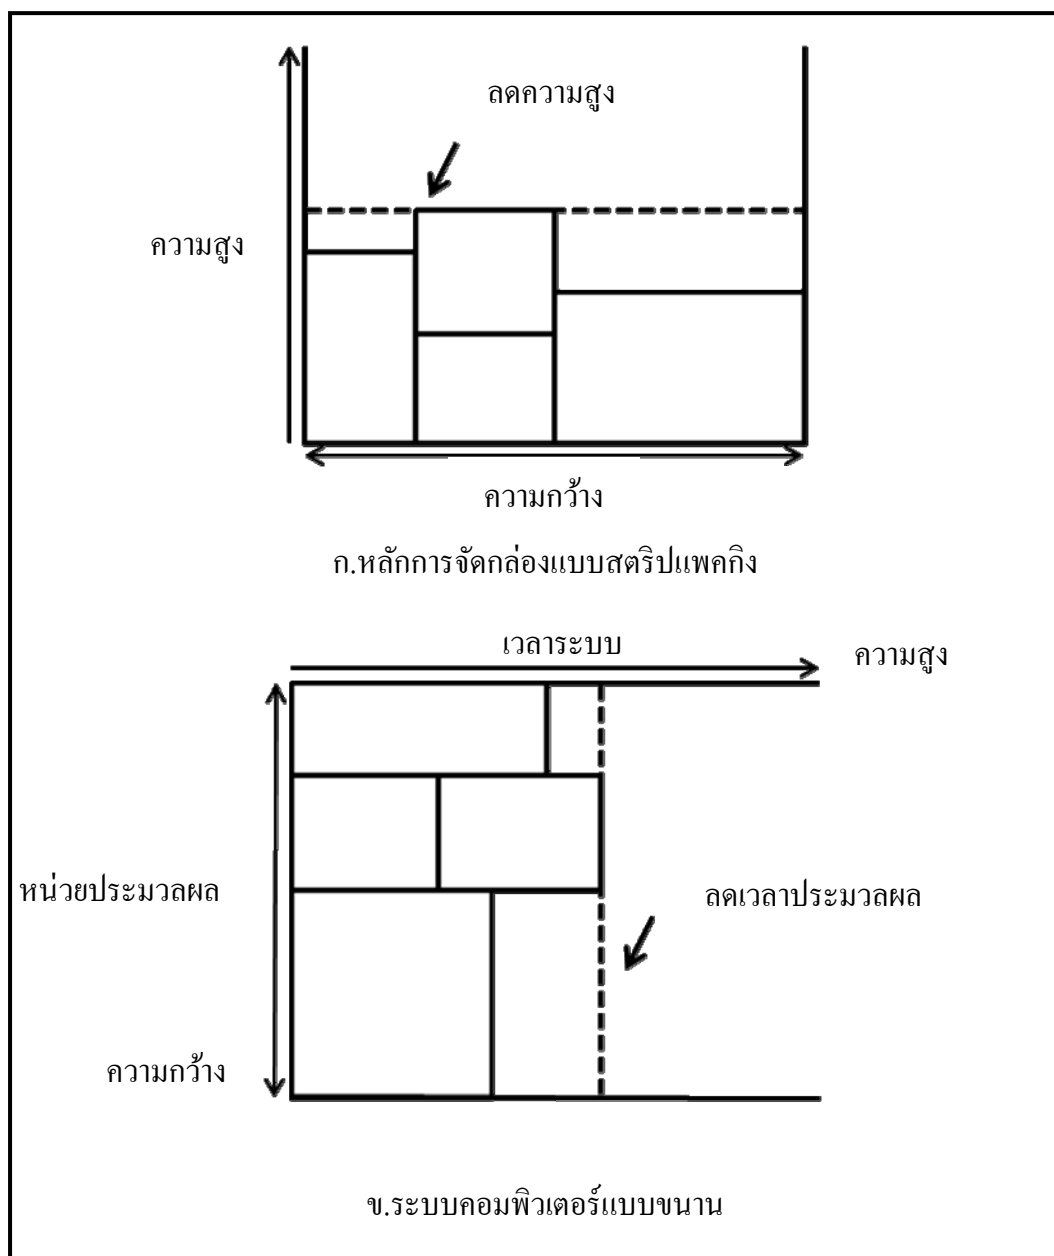 ลดความสูง
ความสูง
ความกว้าง
ก.หลักการจัดกล่องแบบสตริปแพคกิง
เวลาระบบ
ความสูง
หน่วยประมวลผล
ลดเวลาประมวลผล
ความกว้าง
ข.ระบบคอมพิวเตอร์แบบขนาน